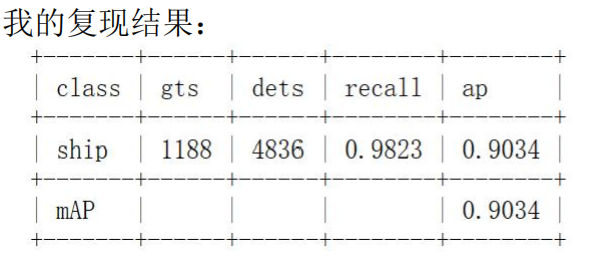 我的复现结果：
+-------+------+------+--------+--------+
| class | gts | dets | recall | ap |
+-------+------+------+--------+--------+
| ship | 1188 | 4836 | 0.9823 | 0.9034 |
+-------+------+------+--------+--------+
| mAP | | | | 0.9034 |
+-------+------+------+--------+--------+